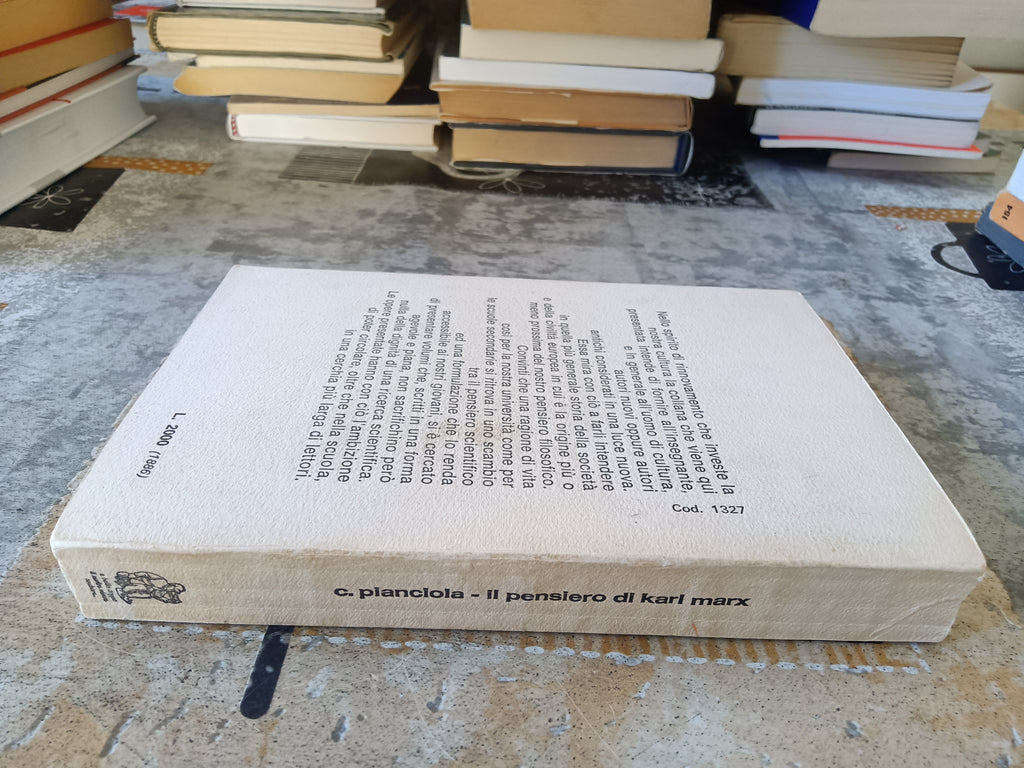 Nello spirito di rimovamento che investe la
nostra cultura la collana che viene qui
presentata intende di fornire all'insegnante,
e in generale all'uomo di cultura,
autori nuovi oppure autori
antichi considerati in una luce nuova.
Essa mira con ciò a farli intendere
in quella più generale storia della società
e della civiltà europea in cui è la origine più o
meno prossima del nostro pensiero filosofico.
Convinti che una ragione di vita
così per la nostra università come per
le scuole secondarie si ritrova in uno scambio
tra il pensiero scientifico
ed una formulazione che lo renda
accessibile ai nostri giovani, si è cercato
di presentare volumi che, scritti in una forma
agevole e piana, non sacrifichino però
nulla della dignità di una ricerca scientifica.
Le opere presentate hanno con ciò l'ambizione
di poter circolare, oltre che nella scuola,
in una cerchia più larga di lettori.
Cod. 1327
L. 2000 (1886)
c. pianciola - il pensiero di karl marx
154